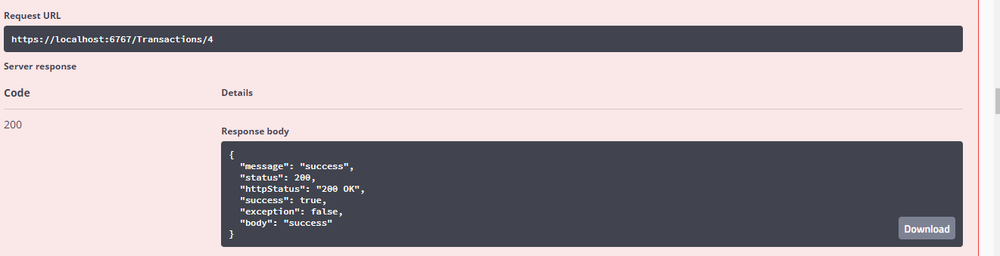 Request URL
https://localhost:6767/Transactions/4
Server response
Code Details
200
Response body
{
"message": "success",
"status": 200,
"httpStatus": "200 OK",
"success": true,
"exception": false,
"body": "success"
}
Download